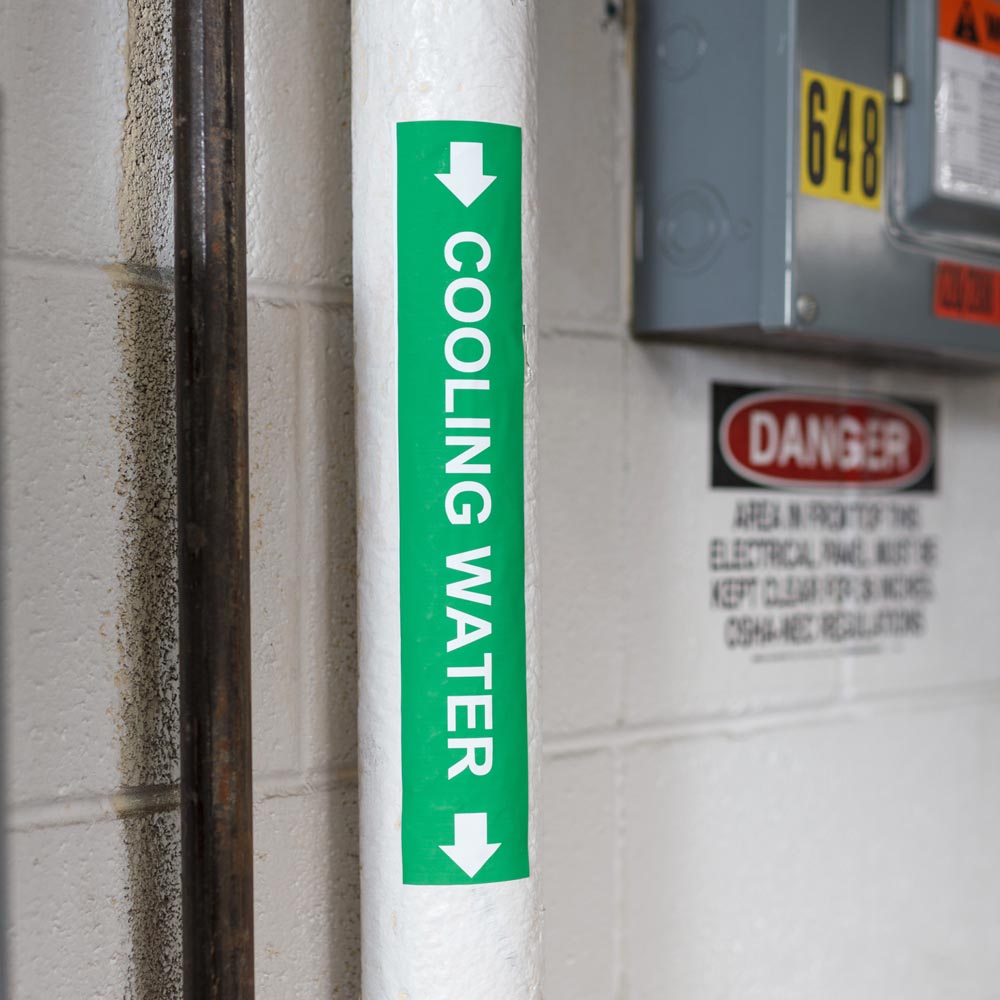 COOLING WATER
648
DANGER
AREA IN FRONT OF THIS
ELECTRICAL PANEL MUST BE
KEPT CLEAR FOR 36 INCHES
OSHA-NEC REGULATIONS